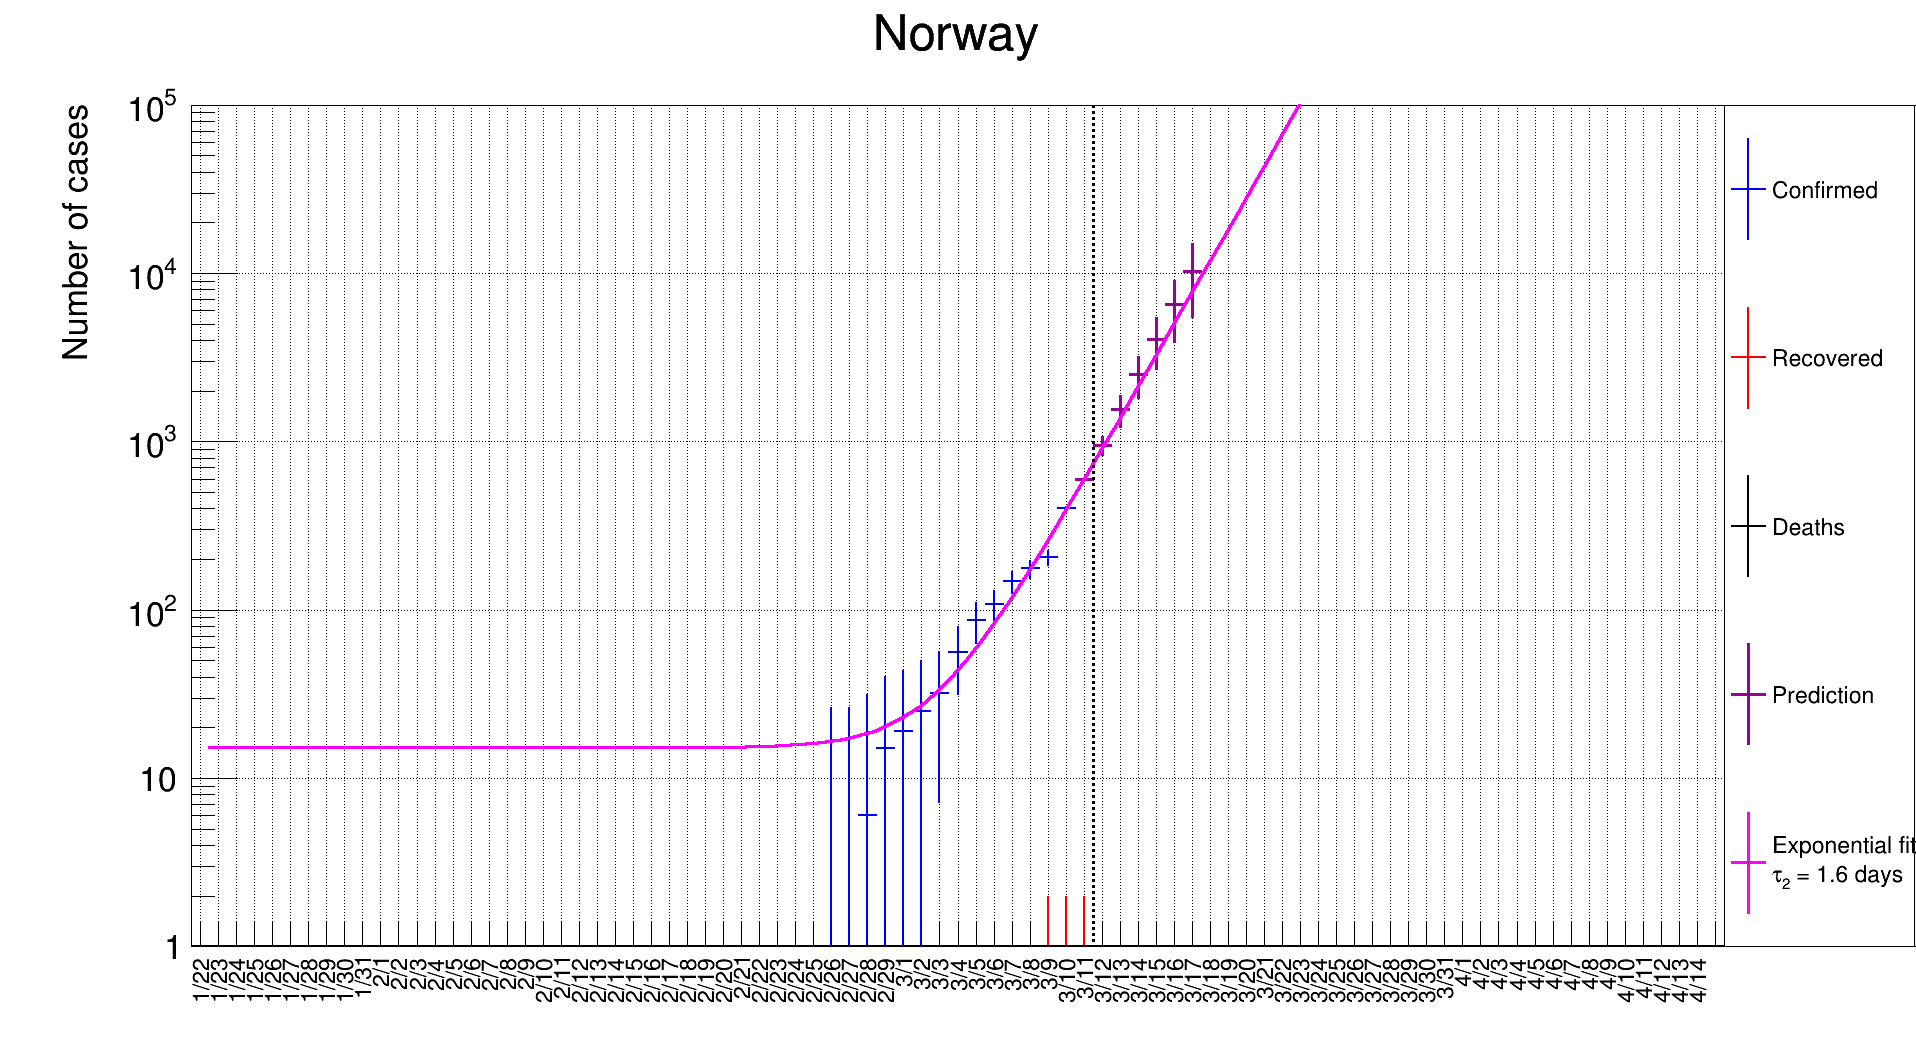 Norway
Number of cases
10⁵
10⁴
10³
10²
10
1
1/22 1/23 1/24 1/25 1/26 1/27 1/28 1/29 1/30 1/31 2/1 2/2 2/3 2/4 2/5 2/6 2/7 2/8 2/9 2/10 2/11 2/12 2/13 2/14 2/15 2/16 2/17 2/18 2/19 2/20 2/21 2/22 2/23 2/24 2/25 2/26 2/27 2/28 2/29 3/1 3/2 3/3 3/4 3/5 3/6 3/7 3/8 3/9 3/10 3/11 3/12 3/13 3/14 3/15 3/16 3/17 3/18 3/19 3/20 3/21 3/22 3/23 3/24 3/25 3/26 3/27 3/28 3/29 3/30 3/31 4/1 4/2 4/3 4/4 4/5 4/6 4/7 4/8 4/9 4/10 4/11 4/12 4/13 4/14
Confirmed
Recovered
Deaths
Prediction
Exponential fit
τ₂ = 1.6 days